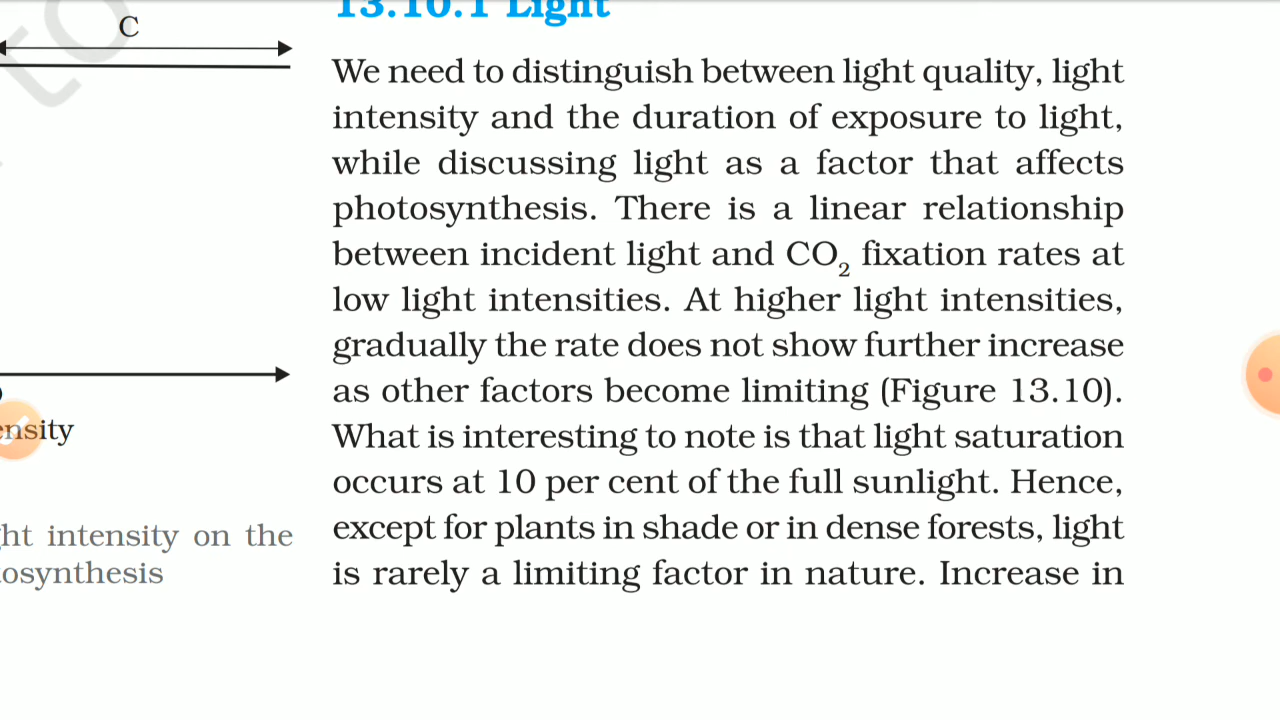 13.10.1 Light
C
We need to distinguish between light quality, light
intensity and the duration of exposure to light,
while discussing light as a factor that affects
photosynthesis. There is a linear relationship
between incident light and CO₂ fixation rates at
low light intensities. At higher light intensities,
gradually the rate does not show further increase
as other factors become limiting (Figure 13.10).
What is interesting to note is that light saturation
occurs at 10 per cent of the full sunlight. Hence,
except for plants in shade or in dense forests, light
is rarely a limiting factor in nature. Increase in
ensity
ht intensity on the
tosynthesis